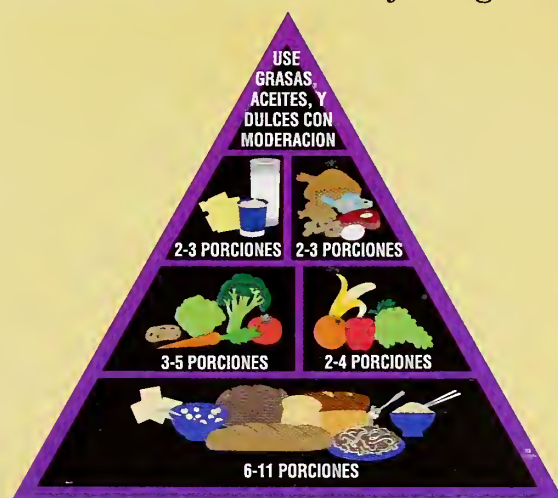 USE
GRASAS,
ACEITES, Y
DULCES CON
MODERACION
2-3 PORCIONES
2-3 PORCIONES
3-5 PORCIONES
2-4 PORCIONES
6-11 PORCIONES